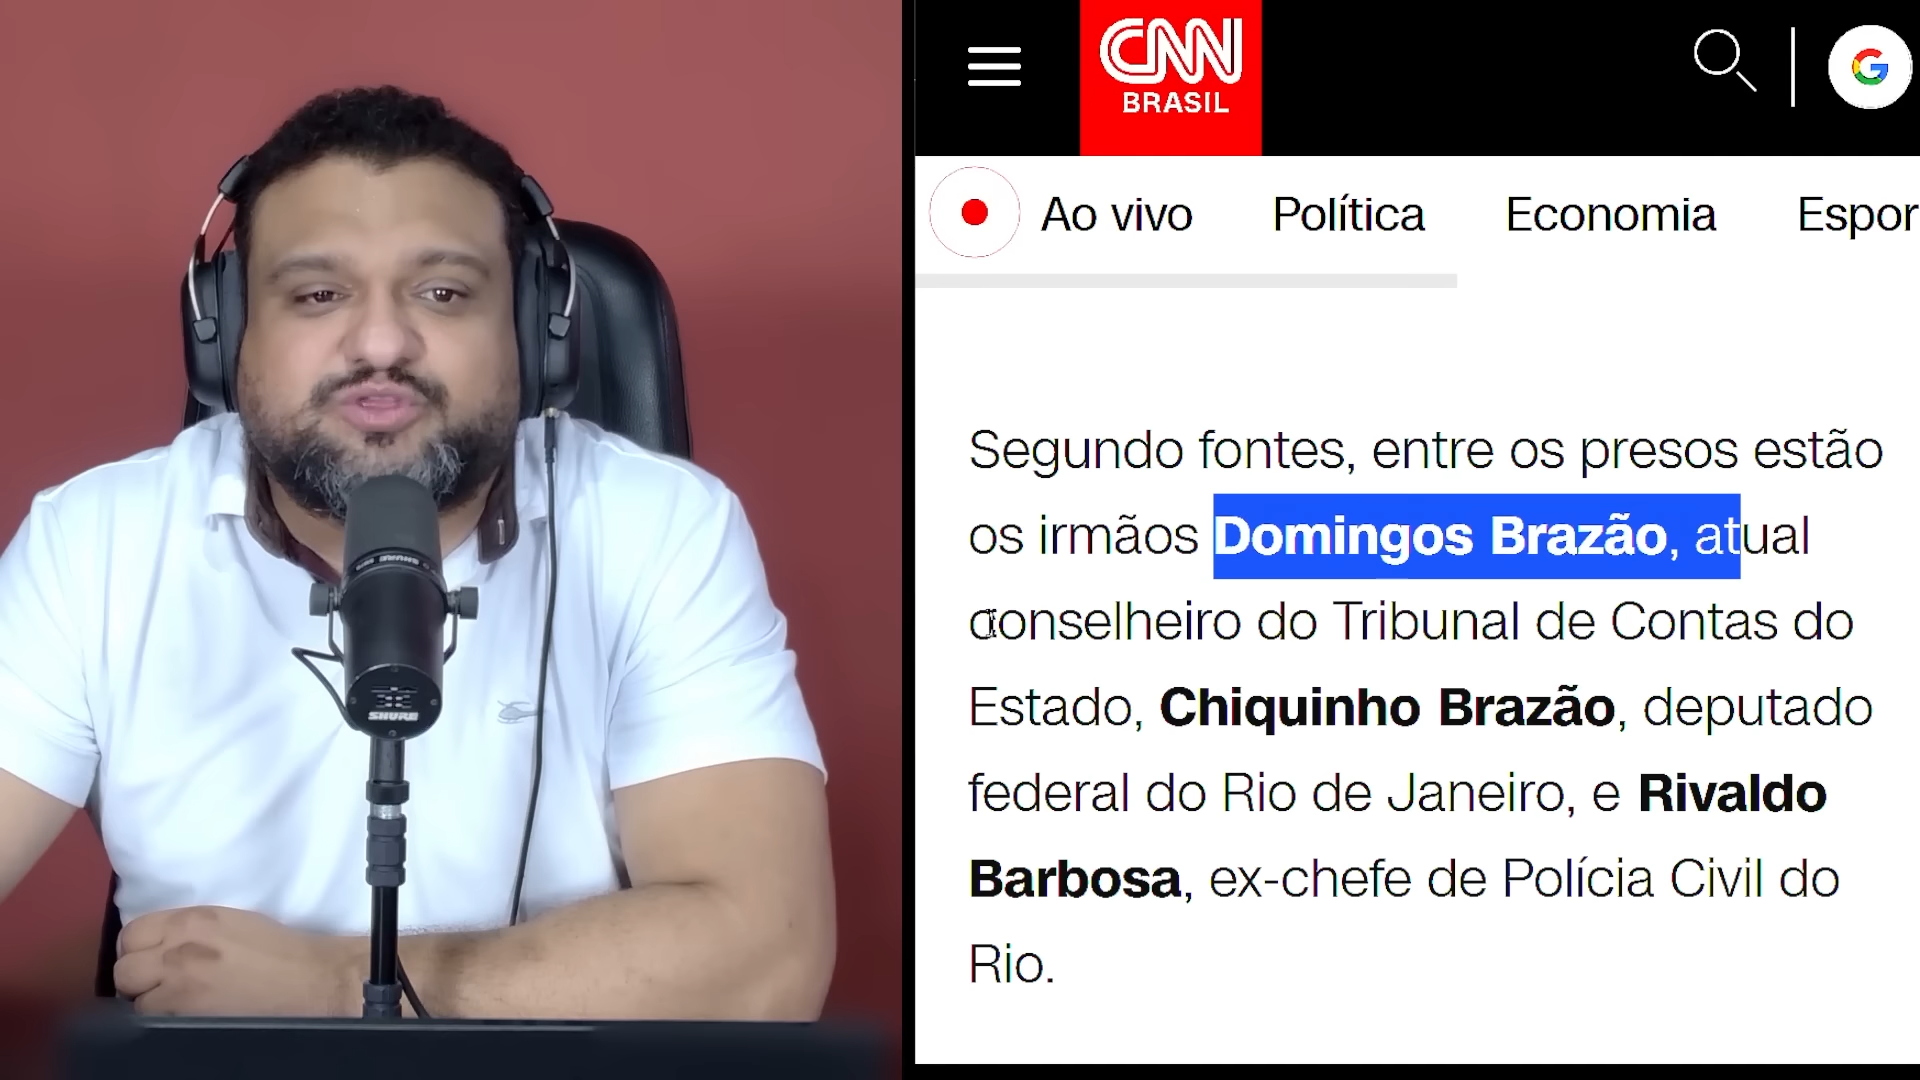 CNN
BRASIL
G
Ao vivo Política Economia Espor
Segundo fontes, entre os presos estão
os irmãos Domingos Brazão, atual
conselheiro do Tribunal de Contas do
Estado, Chiquinho Brazão, deputado
federal do Rio de Janeiro, e Rivaldo
Barbosa, ex-chefe de Polícia Civil do
Rio.
SHURE